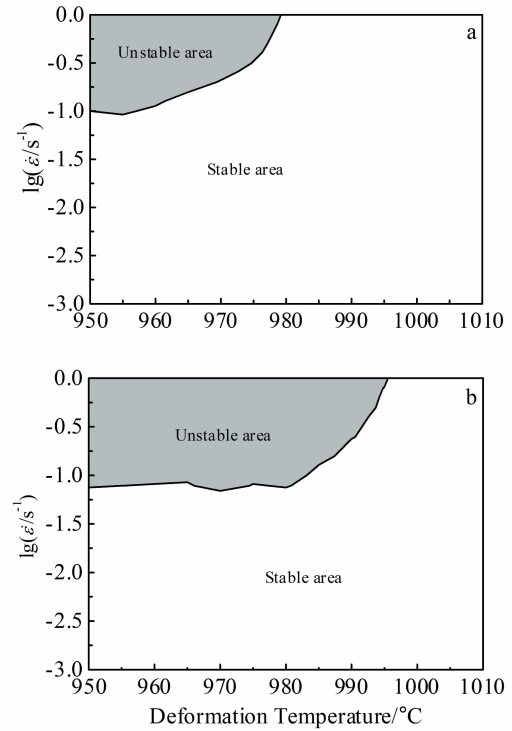 a
0.0
-0.5
-1.0
-1.5
-2.0
-2.5
-3.0
lg(ε̇/s⁻¹)
Unstable area
Stable area
950 960 970 980 990 1000 1010
b
0.0
-0.5
-1.0
-1.5
-2.0
-2.5
-3.0
lg(ε̇/s⁻¹)
Unstable area
Stable area
950 960 970 980 990 1000 1010
Deformation Temperature/°C